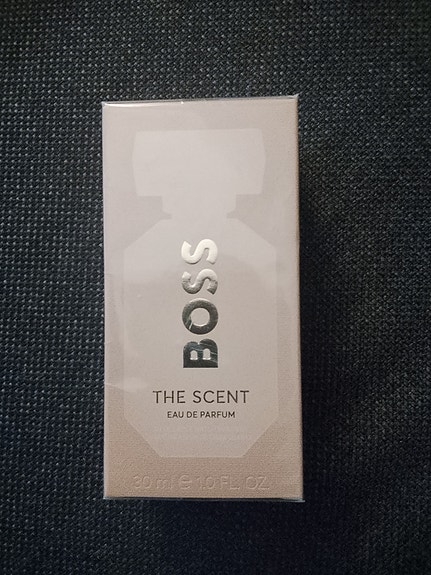 BOSS
THE SCENT
EAU DE PARFUM
30 ml ℮ 1.0 FL. OZ.